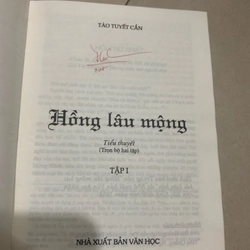 TÀO TUYẾT CẦN
Hồng lâu mộng
Tiểu thuyết
(Trọn bộ hai tập)
TẬP I
NHÀ XUẤT BẢN VĂN HỌC